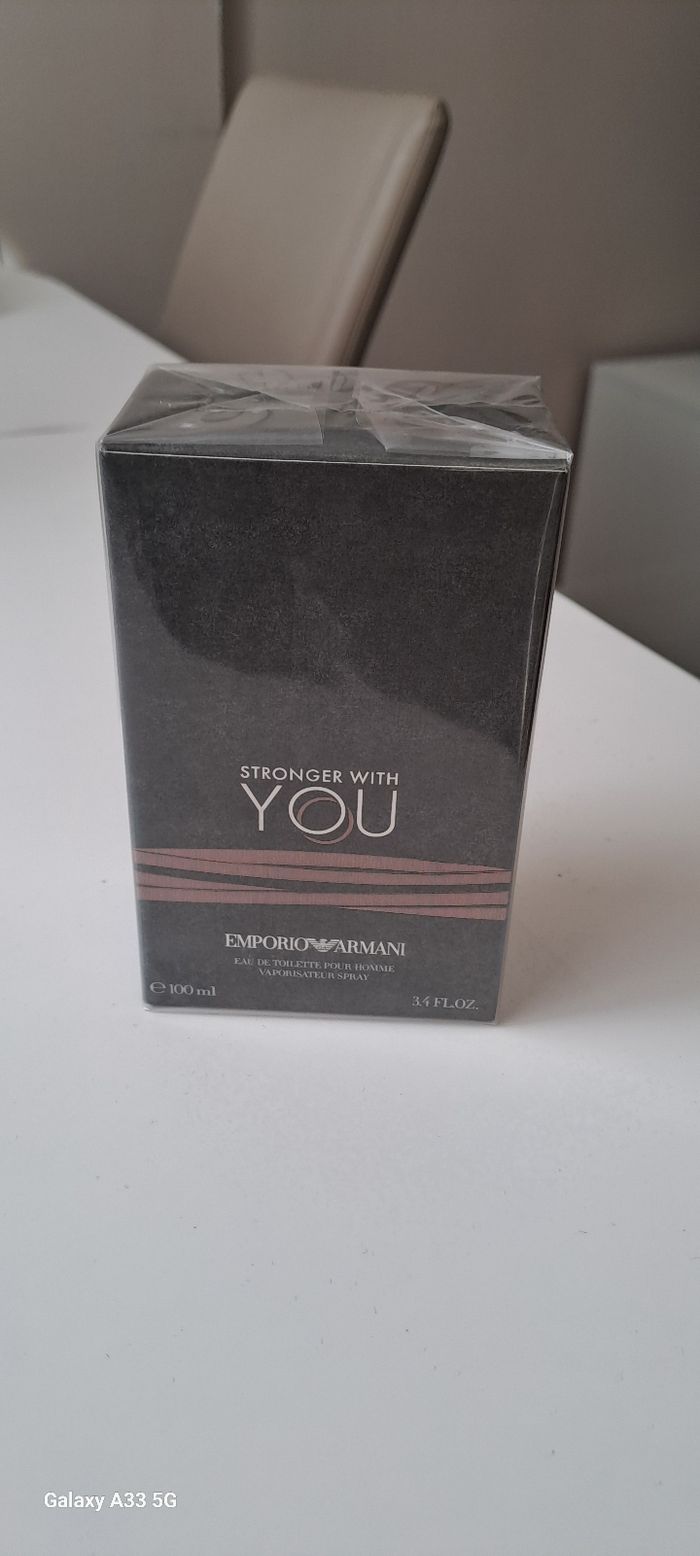 STRONGER WITH
YOU
EMPORIO ARMANI
EAU DE TOILETTE POUR HOMME
VAPORISATEUR SPRAY
℮ 100 ml
3.4 FL.OZ.
Galaxy A33 5G